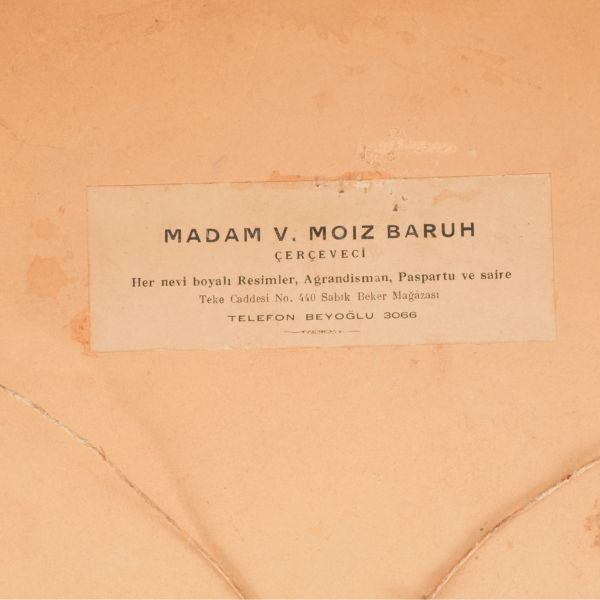 MADAM V. MOIZ BARUH
ÇERÇEVECİ
Her nevi boyalı Resimler, Ağrandisman, Paspartu ve saire
Teke Caddesi No. 440 Sabık Beker Mağazası
TELEFON BEYOĞLU 3066